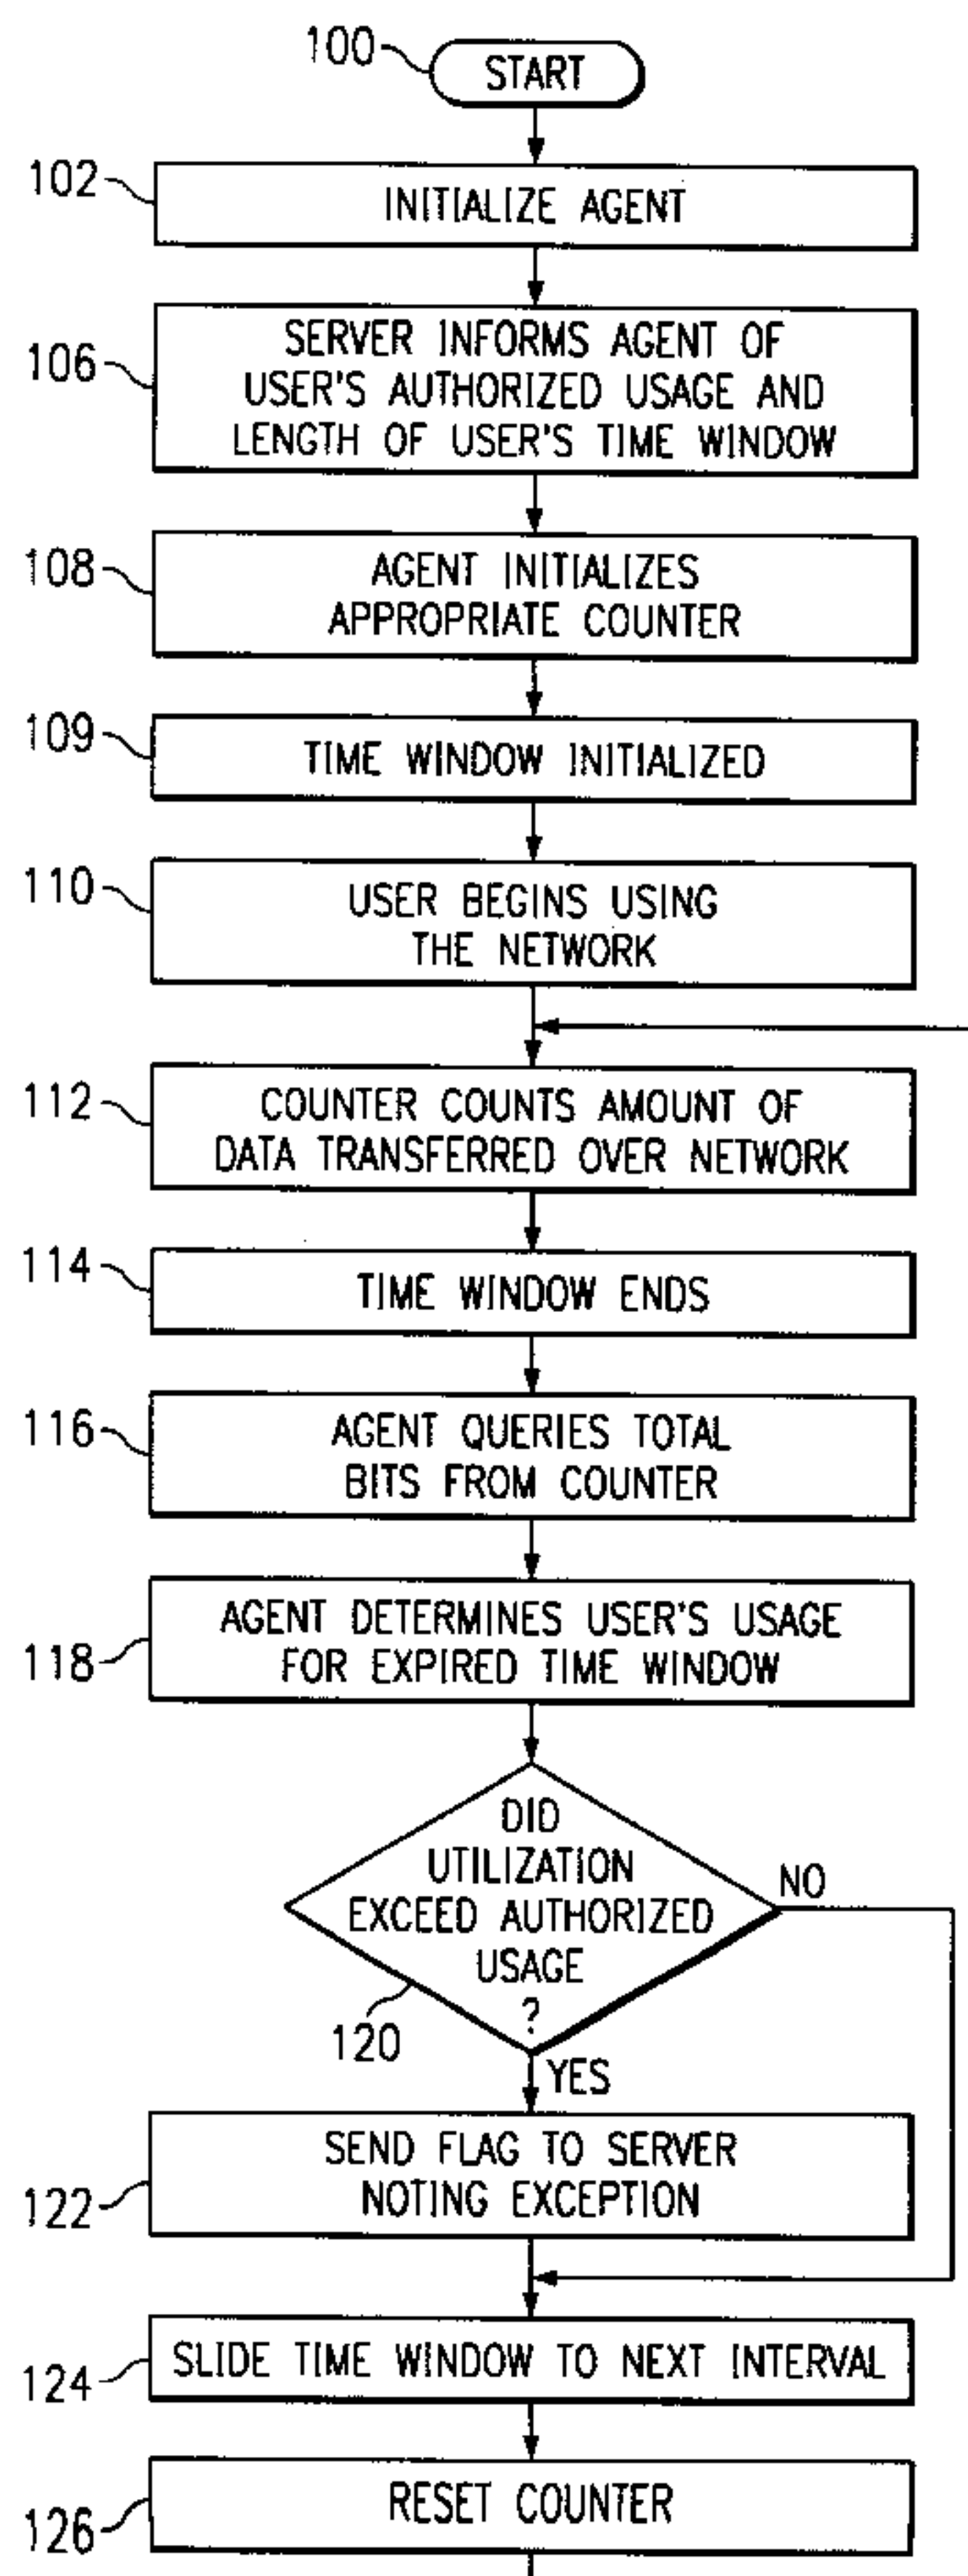 100
START
102
INITIALIZE AGENT
106
SERVER INFORMS AGENT OF
USER'S AUTHORIZED USAGE AND
LENGTH OF USER'S TIME WINDOW
108
AGENT INITIALIZES
APPROPRIATE COUNTER
109
TIME WINDOW INITIALIZED
110
USER BEGINS USING
THE NETWORK
112
COUNTER COUNTS AMOUNT OF
DATA TRANSFERRED OVER NETWORK
114
TIME WINDOW ENDS
116
AGENT QUERIES TOTAL
BITS FROM COUNTER
118
AGENT DETERMINES USER'S USAGE
FOR EXPIRED TIME WINDOW
DID
UTILIZATION
EXCEED AUTHORIZED
USAGE
?
NO
120
YES
122
SEND FLAG TO SERVER
NOTING EXCEPTION
124
SLIDE TIME WINDOW TO NEXT INTERVAL
126
RESET COUNTER